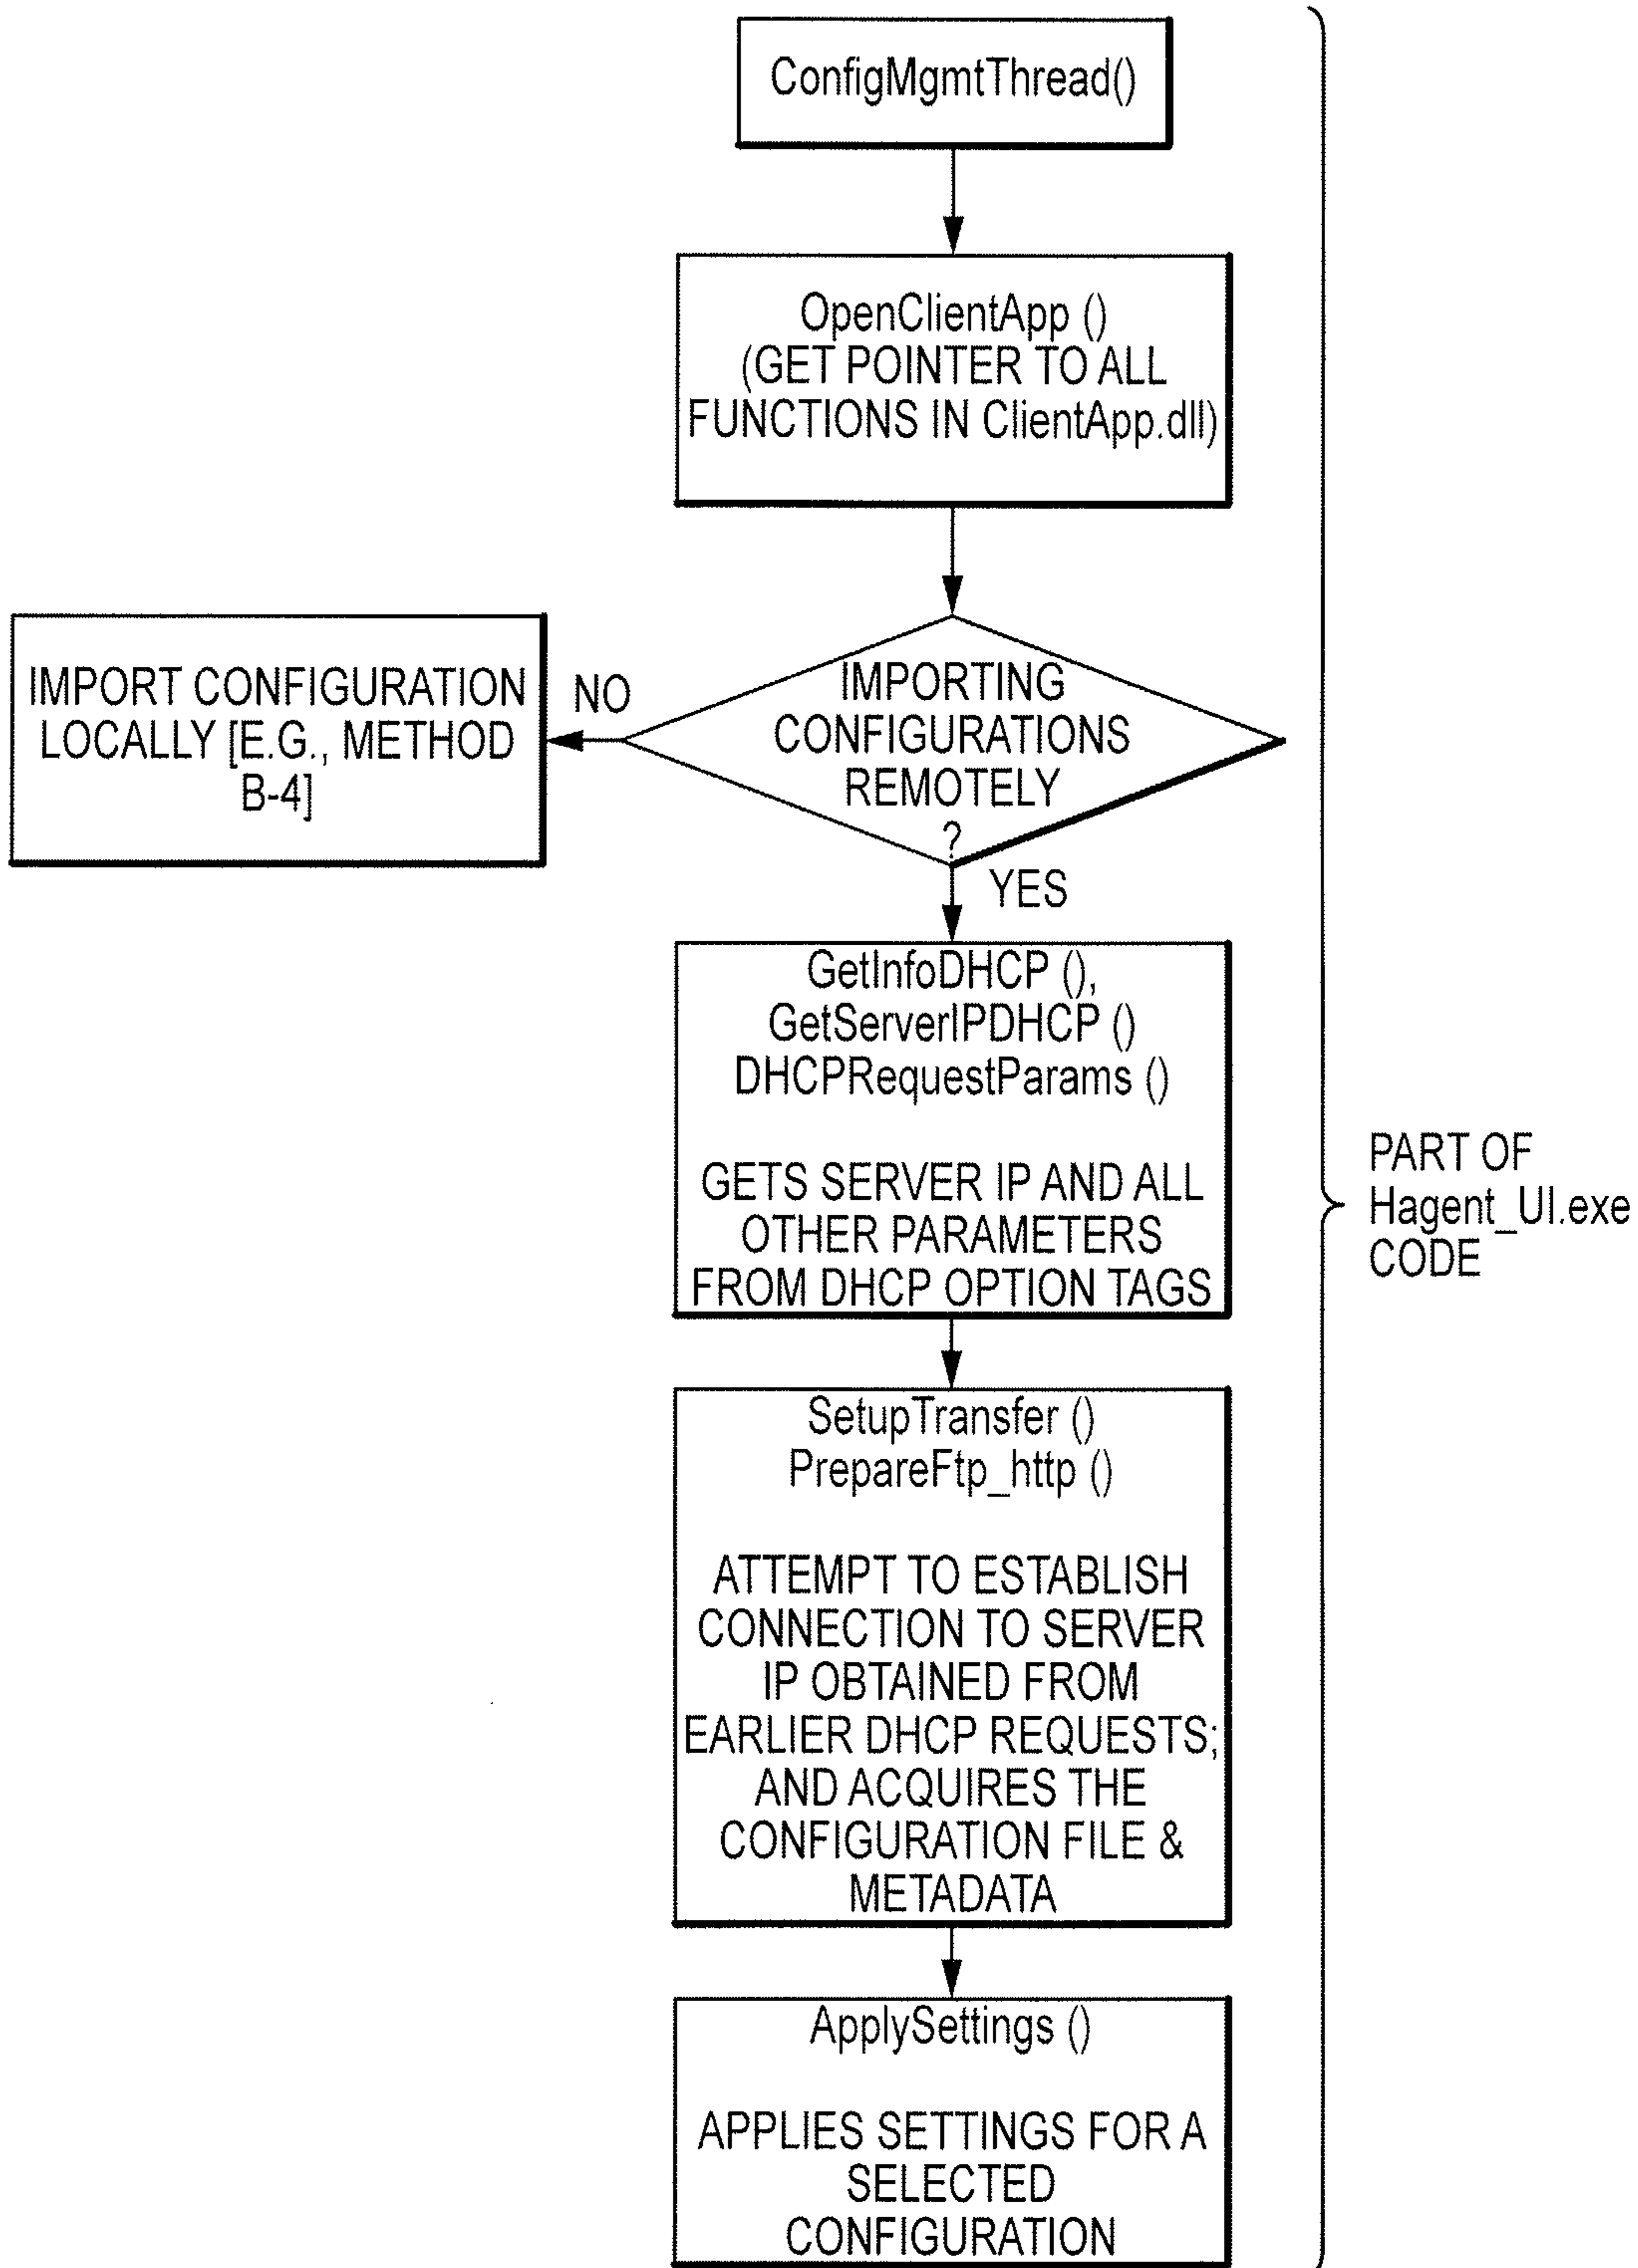 ConfigMgmtThread()
OpenClientApp ()
(GET POINTER TO ALL
FUNCTIONS IN ClientApp.dll)
IMPORT CONFIGURATION
LOCALLY [E.G., METHOD
B-4]
NO
IMPORTING
CONFIGURATIONS
REMOTELY
?
YES
GetInfoDHCP (),
GetServerIPDHCP ()
DHCPRequestParams ()
GETS SERVER IP AND ALL
OTHER PARAMETERS
FROM DHCP OPTION TAGS
PART OF
Hagent_UI.exe
CODE
SetupTransfer ()
PrepareFtp_http ()
ATTEMPT TO ESTABLISH
CONNECTION TO SERVER
IP OBTAINED FROM
EARLIER DHCP REQUESTS;
AND ACQUIRES THE
CONFIGURATION FILE &
METADATA
ApplySettings ()
APPLIES SETTINGS FOR A
SELECTED
CONFIGURATION